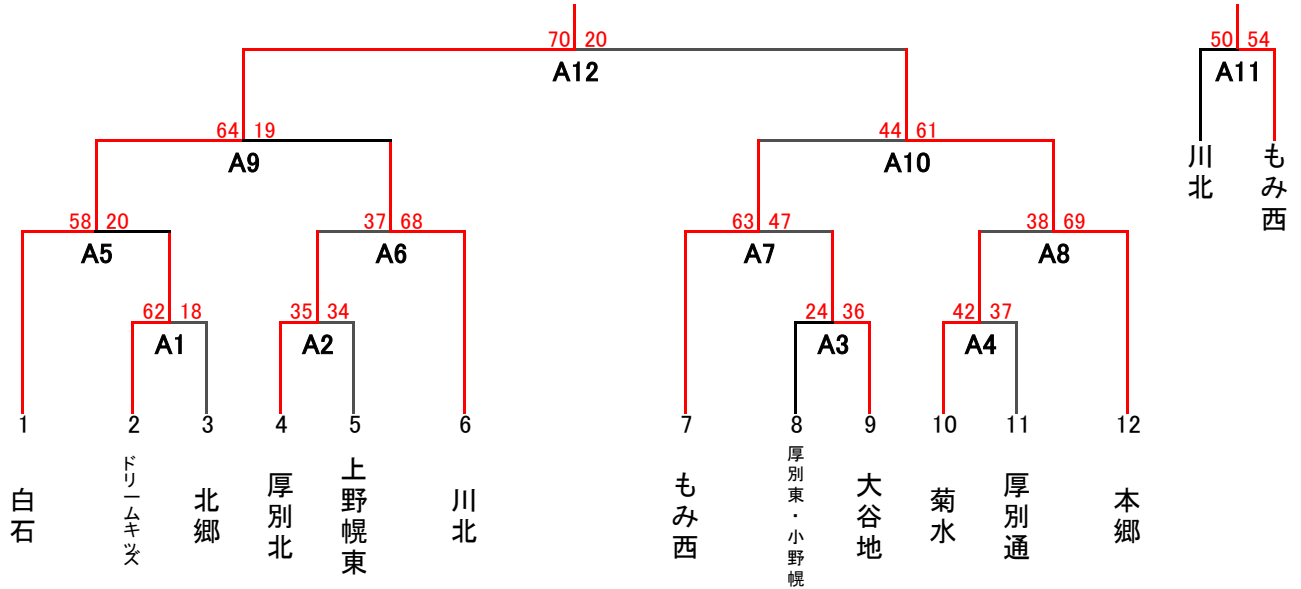 70 20
A12
50 54
A11
川北
もみ西
64 19
A9
44 61
A10
58 20
A5
37 68
A6
63 47
A7
38 69
A8
62 18
A1
35 34
A2
24 36
A3
42 37
A4
1 2 3 4 5 6 7 8 9 10 11 12
白石
ドリームキッズ
北郷
厚別北
上野幌東
川北
もみ西
厚別東・小野幌
大谷地
菊水
厚別通
本郷